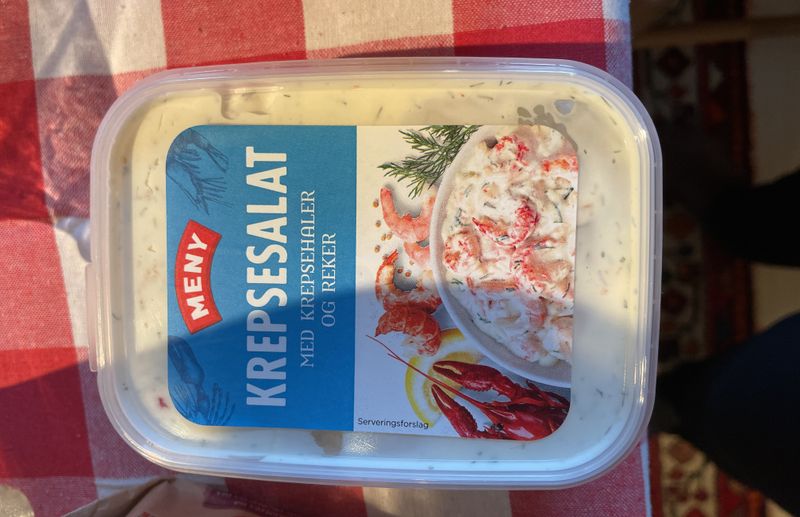 MENY
KREPSESALAT
MED KREPSEHALER
OG REKER
Serveringsforslag